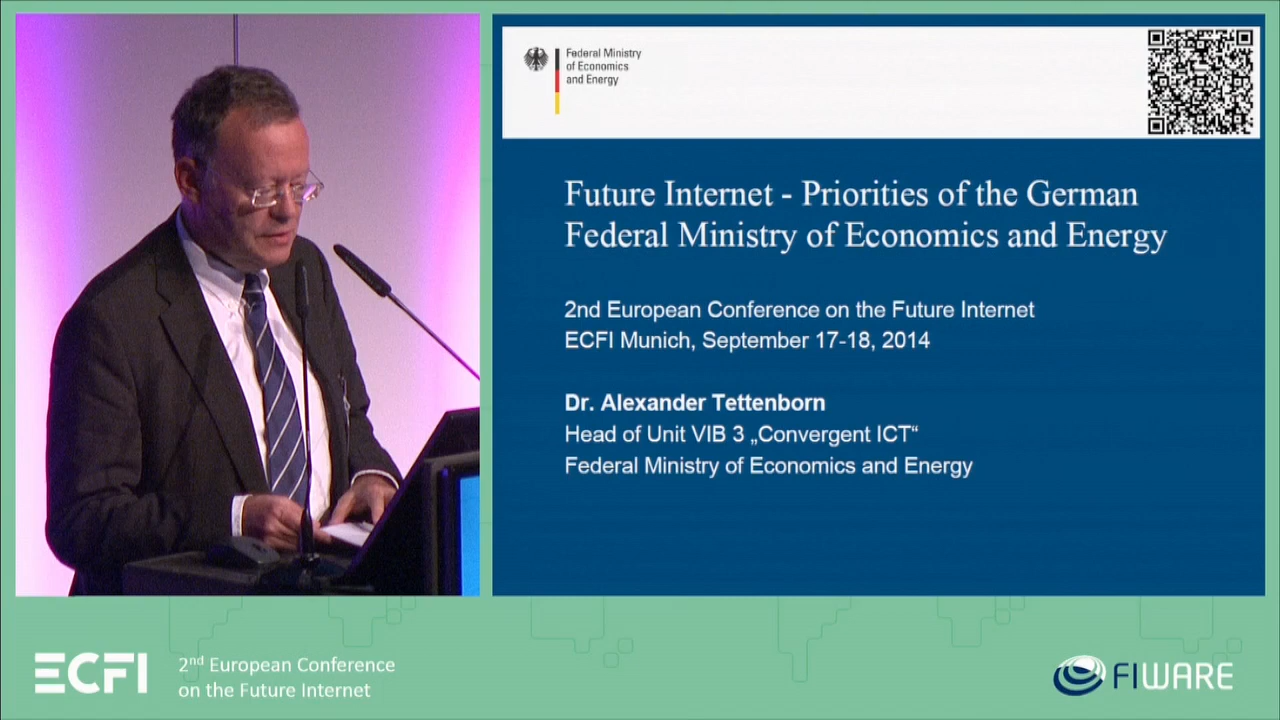 Federal Ministry
of Economics
and Energy
Future Internet - Priorities of the German
Federal Ministry of Economics and Energy
2nd European Conference on the Future Internet
ECFI Munich, September 17-18, 2014
Dr. Alexander Tettenborn
Head of Unit VIB 3 „Convergent ICT“
Federal Ministry of Economics and Energy
ECFI
2nd European Conference
on the Future Internet
FIWARE